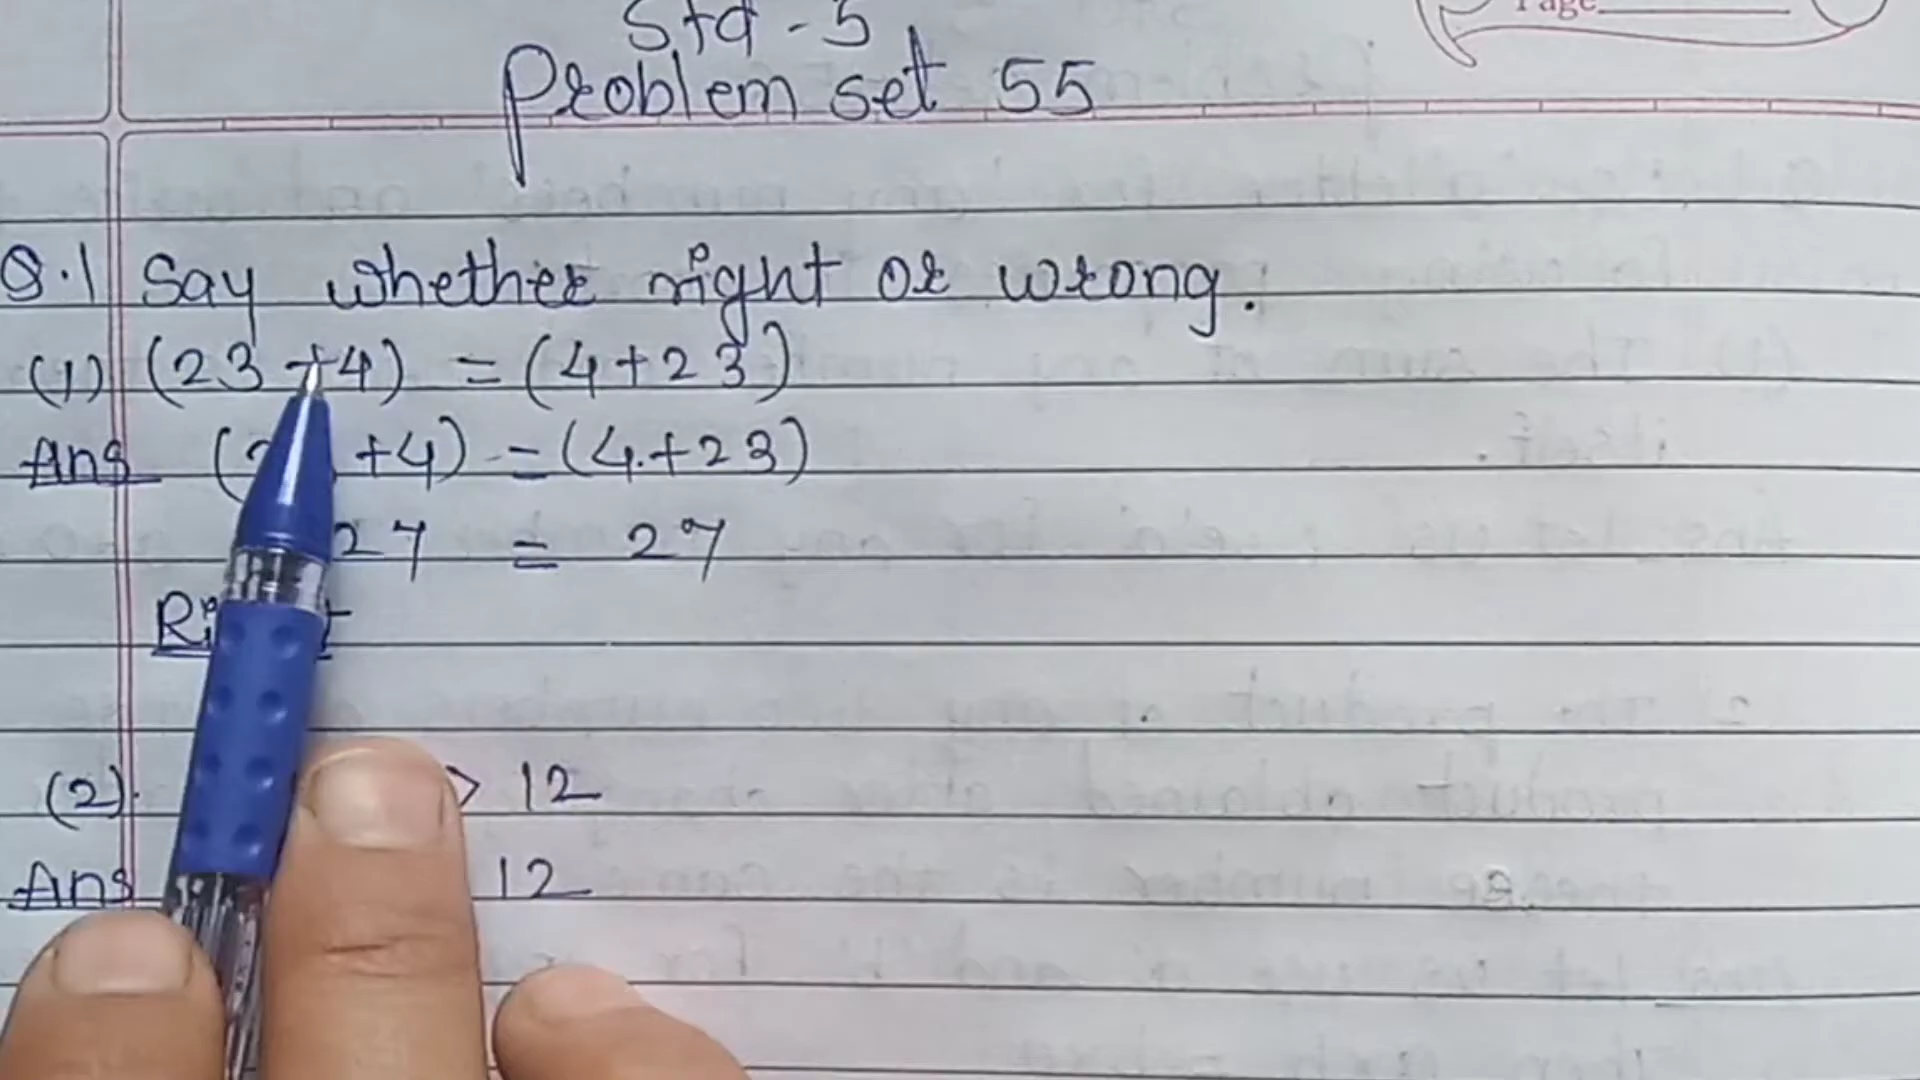 Page
Std - 5
Problem set 55
Q.1 Say whether right or wrong.
(1) (23+4) = (4+23)
Ans +4) = (4+23)
27 = 27
(2) > 12
Ans 12